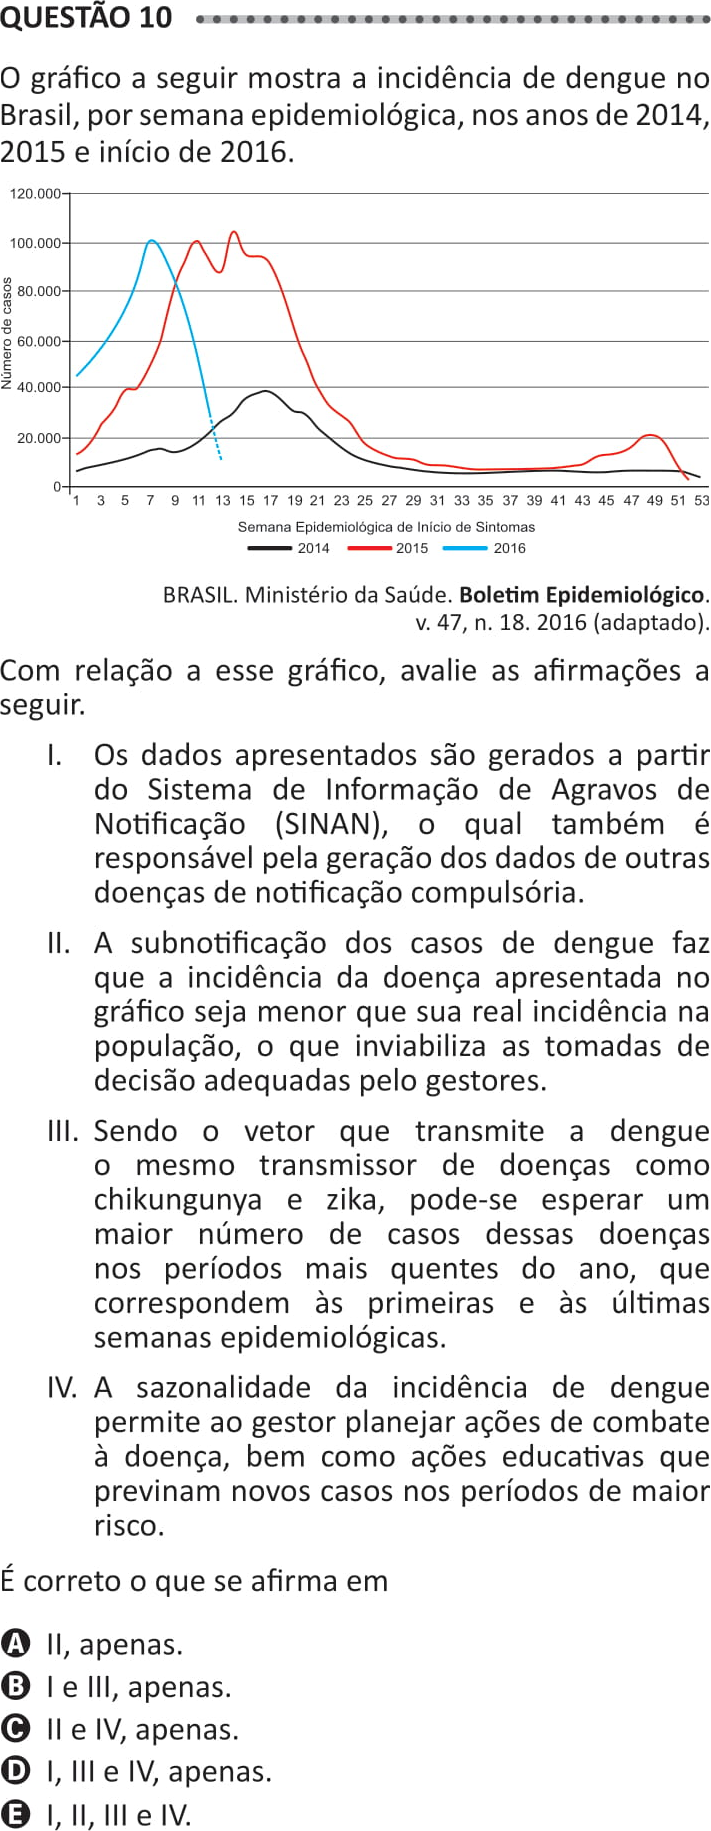 QUESTÃO 10
O gráfico a seguir mostra a incidência de dengue no
Brasil, por semana epidemiológica, nos anos de 2014,
2015 e início de 2016.
120.000
100.000
80.000
60.000
40.000
20.000
0
Número de casos
1 3 5 7 9 11 13 15 17 19 21 23 25 27 29 31 33 35 37 39 41 43 45 47 49 51 53
Semana Epidemiológica de Início de Sintomas
2014 2015 2016
BRASIL. Ministério da Saúde. Boletim Epidemiológico.
v. 47, n. 18. 2016 (adaptado).
Com relação a esse gráfico, avalie as afirmações a
seguir.
I. Os dados apresentados são gerados a partir
do Sistema de Informação de Agravos de
Notificação (SINAN), o qual também é
responsável pela geração dos dados de outras
doenças de notificação compulsória.
II. A subnotificação dos casos de dengue faz
que a incidência da doença apresentada no
gráfico seja menor que sua real incidência na
população, o que inviabiliza as tomadas de
decisão adequadas pelo gestores.
III. Sendo o vetor que transmite a dengue
o mesmo transmissor de doenças como
chikungunya e zika, pode-se esperar um
maior número de casos dessas doenças
nos períodos mais quentes do ano, que
correspondem às primeiras e às últimas
semanas epidemiológicas.
IV. A sazonalidade da incidência de dengue
permite ao gestor planejar ações de combate
à doença, bem como ações educativas que
previnam novos casos nos períodos de maior
risco.
É correto o que se afirma em
A II, apenas.
B I e III, apenas.
C II e IV, apenas.
D I, III e IV, apenas.
E I, II, III e IV.